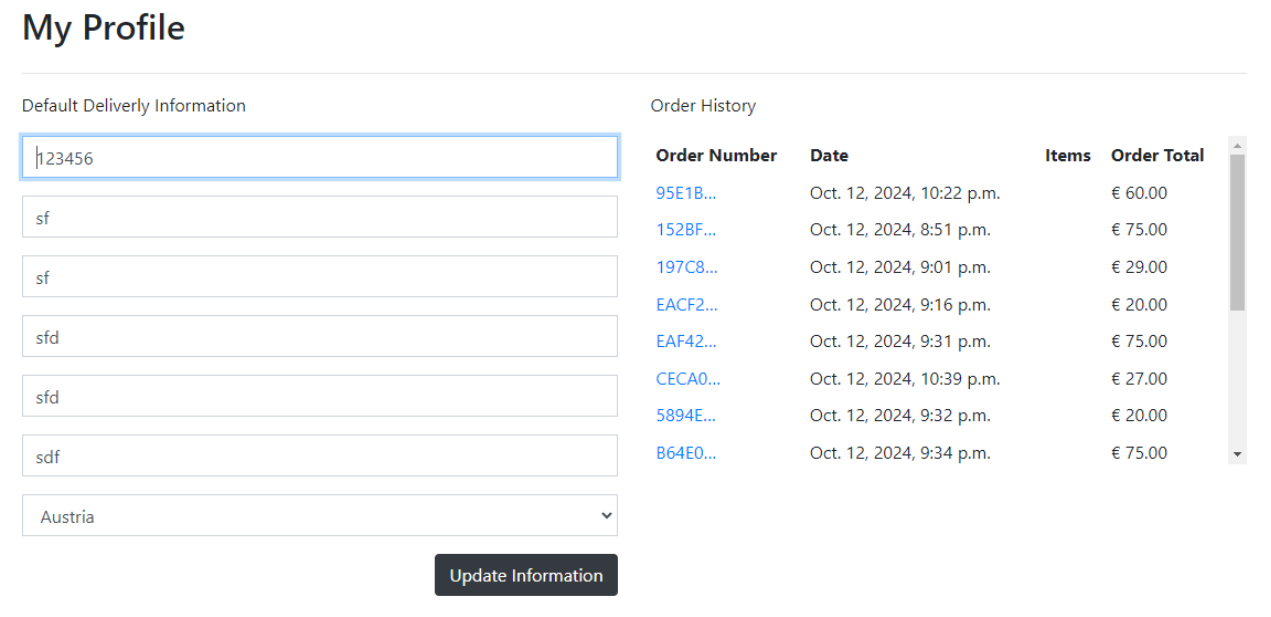 My Profile
Default Deliverly Information
123456
sf
sf
sfd
sfd
sdf
Austria
Update Information
Order History
Order Number Date Items Order Total
95E1B... Oct. 12, 2024, 10:22 p.m. € 60.00
152BF... Oct. 12, 2024, 8:51 p.m. € 75.00
197C8... Oct. 12, 2024, 9:01 p.m. € 29.00
EACF2... Oct. 12, 2024, 9:16 p.m. € 20.00
EAF42... Oct. 12, 2024, 9:31 p.m. € 75.00
CECA0... Oct. 12, 2024, 10:39 p.m. € 27.00
5894E... Oct. 12, 2024, 9:32 p.m. € 20.00
B64E0... Oct. 12, 2024, 9:34 p.m. € 75.00